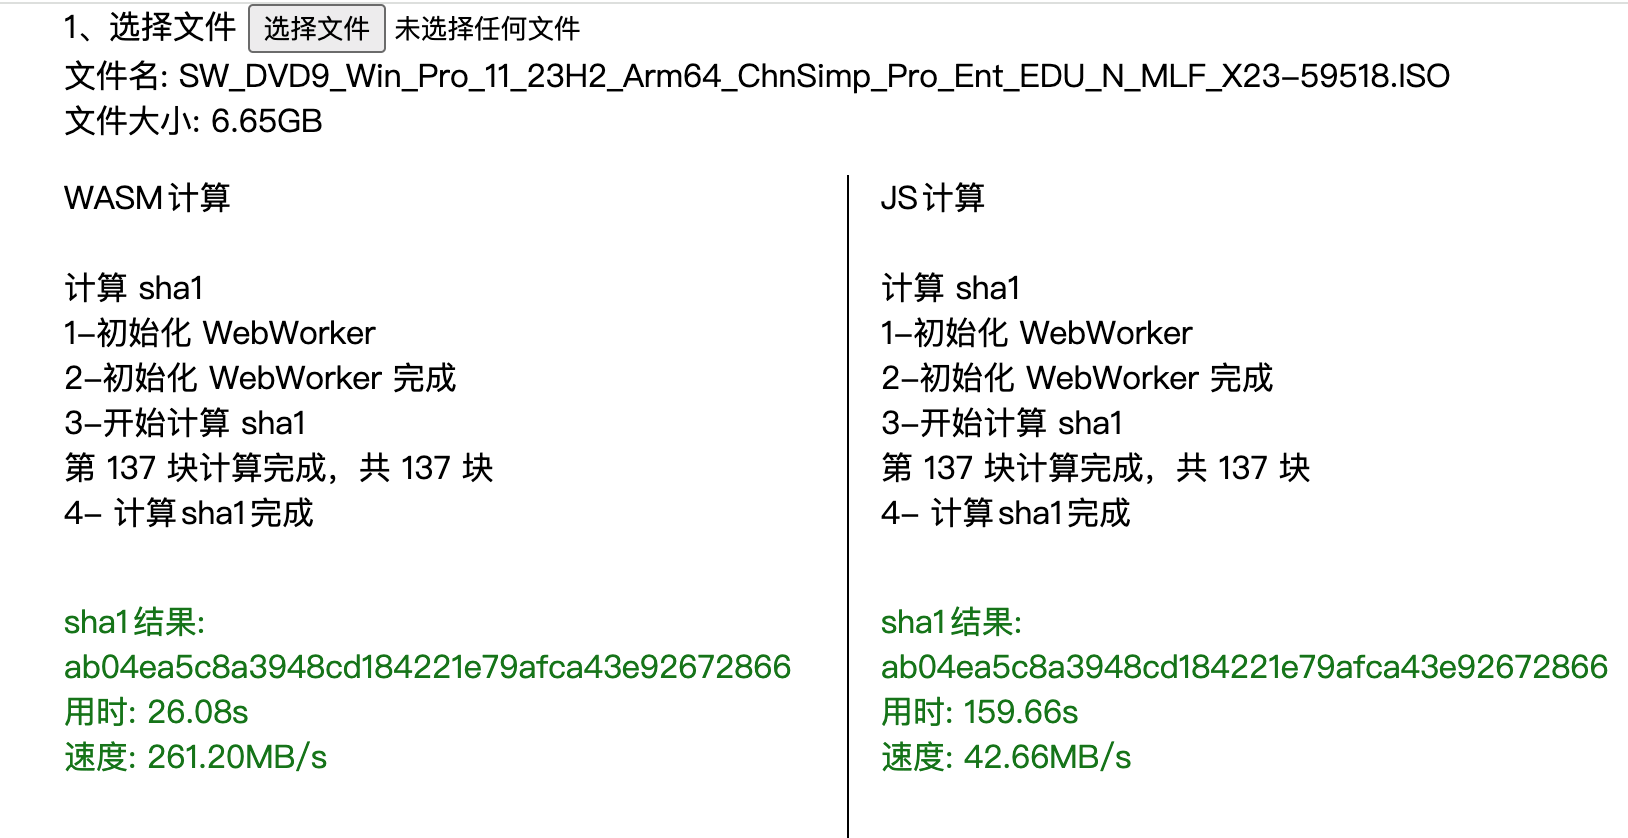 1、选择文件 选择文件 未选择任何文件
文件名: SW_DVD9_Win_Pro_11_23H2_Arm64_ChnSimp_Pro_Ent_EDU_N_MLF_X23-59518.ISO
文件大小: 6.65GB
WASM计算
计算 sha1
1-初始化 WebWorker
2-初始化 WebWorker 完成
3-开始计算 sha1
第 137 块计算完成，共 137 块
4- 计算sha1完成
sha1结果:
ab04ea5c8a3948cd184221e79afca43e92672866
用时: 26.08s
速度: 261.20MB/s
JS计算
计算 sha1
1-初始化 WebWorker
2-初始化 WebWorker 完成
3-开始计算 sha1
第 137 块计算完成，共 137 块
4- 计算sha1完成
sha1结果:
ab04ea5c8a3948cd184221e79afca43e92672866
用时: 159.66s
速度: 42.66MB/s